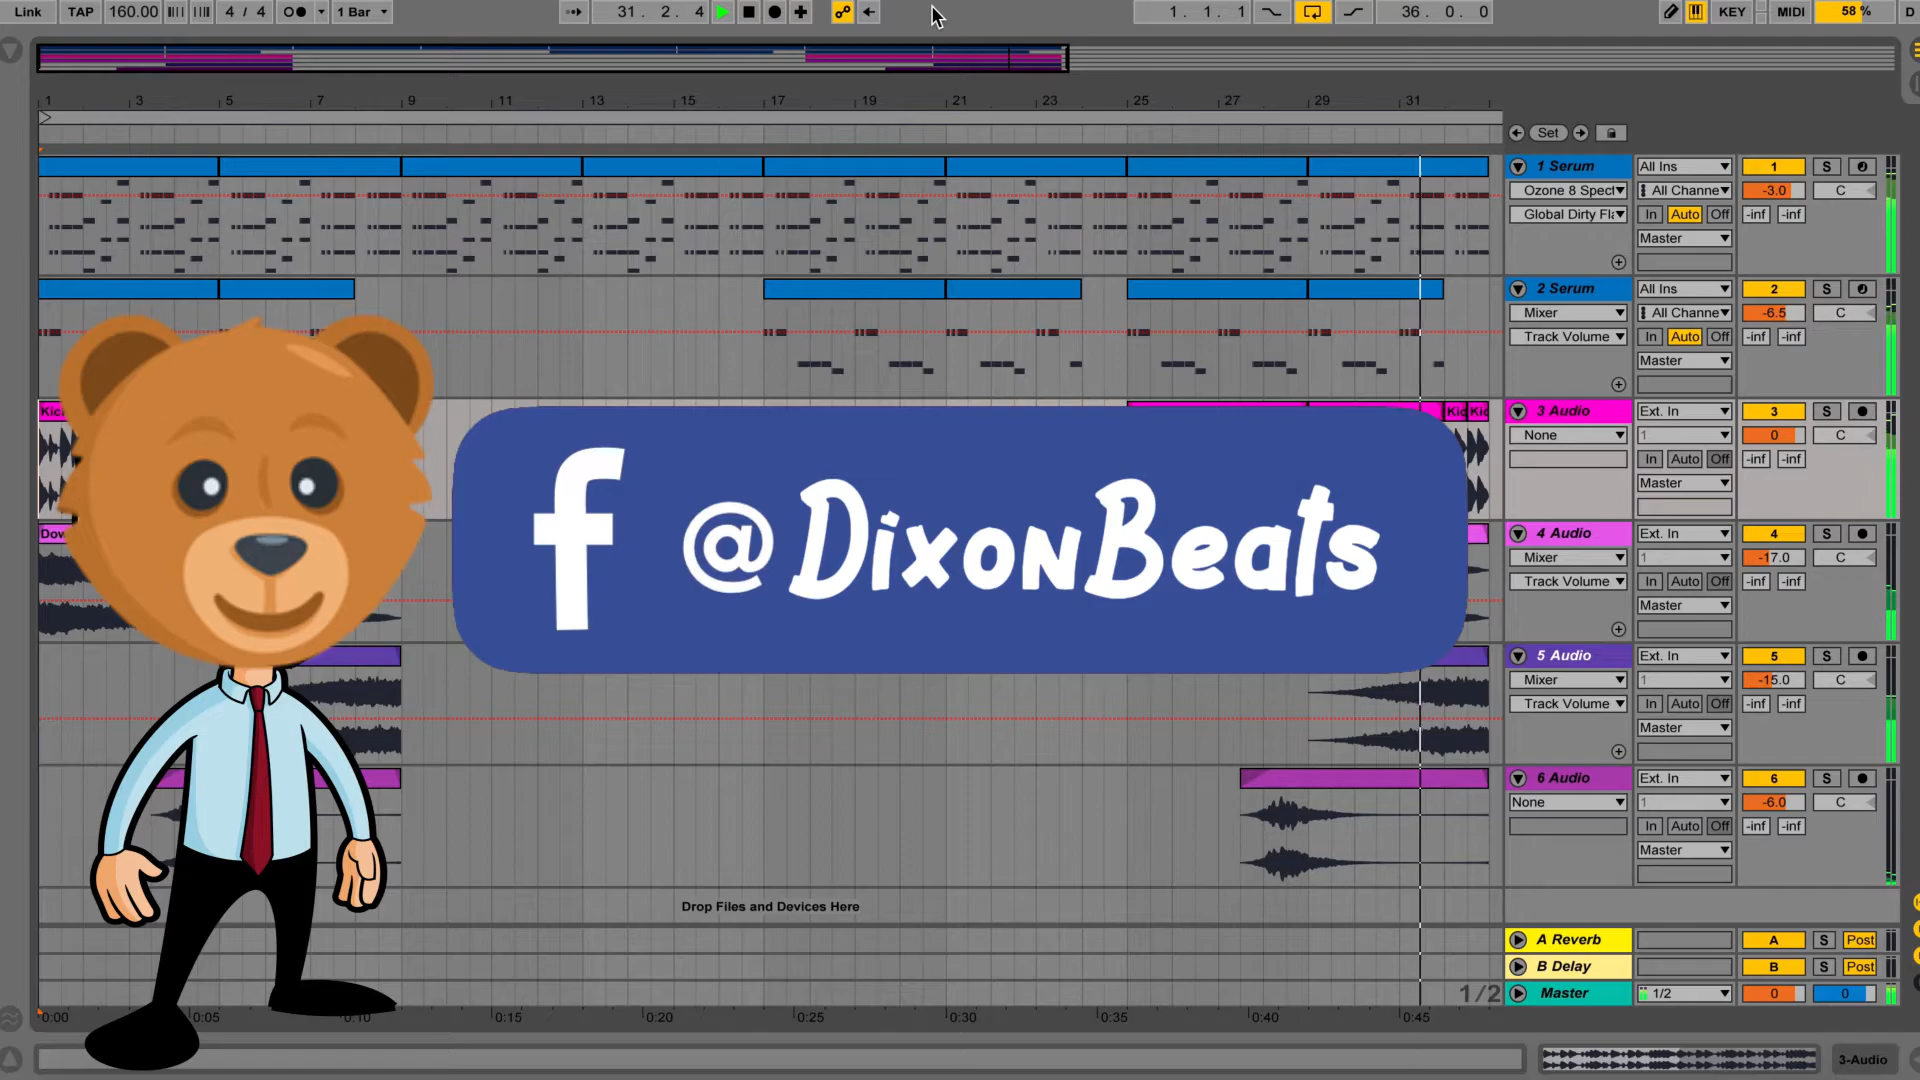 Link TAP 160.00 4 / 4 1 Bar 31. 2. 4 1. 1. 1 36. 0. 0 KEY MIDI 58 % D
1 3 5 7 9 11 13 15 17 19 21 23 25 27 29 31
Set
1 Serum All Ins 1 S
Ozone 8 Spect All Channe -3.0 C
Global Dirty Fla In Auto Off -inf -inf
Master
2 Serum All Ins 2 S
Mixer All Channe -6.5 C
Track Volume In Auto Off -inf -inf
Master
Kic Kic Kic
3 Audio Ext. In 3 S
None 1 0 C
In Auto Off -inf -inf
Master
f @DixonBeats
Dow
4 Audio Ext. In 4 S
Mixer 1 -17.0 C
Track Volume In Auto Off -inf -inf
Master
5 Audio Ext. In 5 S
Mixer 1 -15.0 C
Track Volume In Auto Off -inf -inf
Master
6 Audio Ext. In 6 S
None 1 -6.0 C
In Auto Off -inf -inf
Master
Drop Files and Devices Here
A Reverb A S Post
B Delay B S Post
1/2 Master 1/2 0 0
0:00 0:05 0:10 0:15 0:20 0:25 0:30 0:35 0:40 0:45
3-Audio